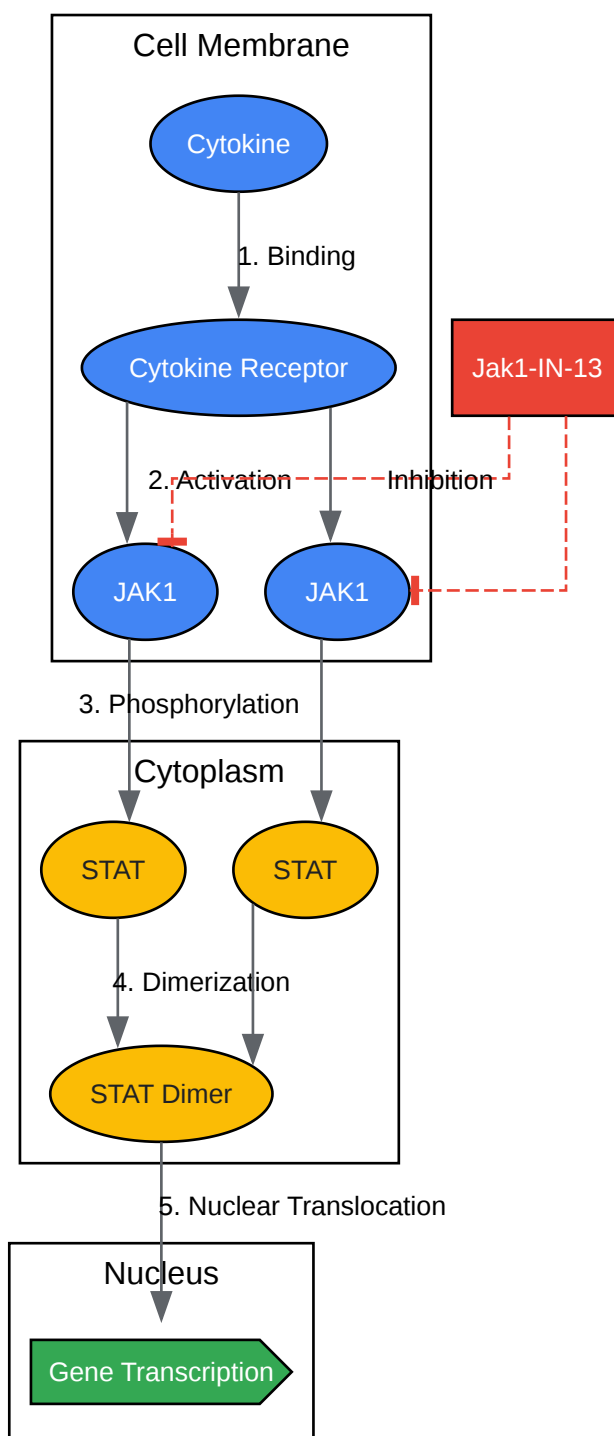 Cell Membrane
Cytokine
1. Binding
Cytokine Receptor
Jak1-IN-13
2. Activation
Inhibition
JAK1
JAK1
3. Phosphorylation
Cytoplasm
STAT
STAT
4. Dimerization
STAT Dimer
5. Nuclear Translocation
Nucleus
Gene Transcription